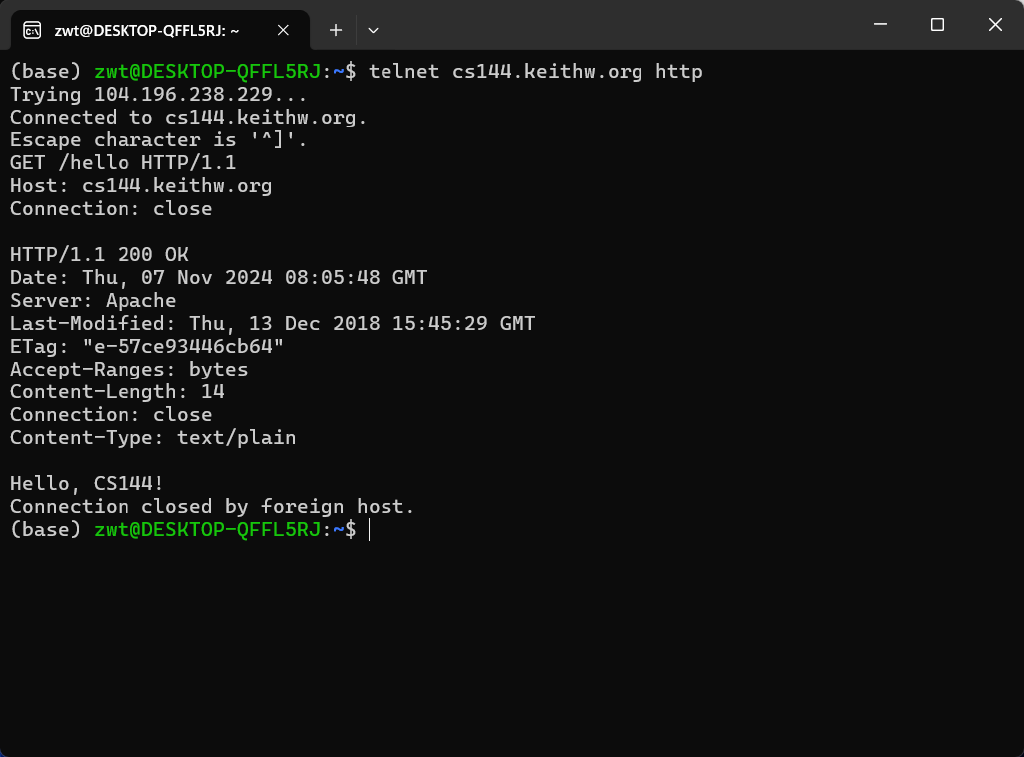 zwt@DESKTOP-QFFL5RJ: ~
(base) zwt@DESKTOP-QFFL5RJ:~$ telnet cs144.keithw.org http
Trying 104.196.238.229...
Connected to cs144.keithw.org.
Escape character is '^]'.
GET /hello HTTP/1.1
Host: cs144.keithw.org
Connection: close

HTTP/1.1 200 OK
Date: Thu, 07 Nov 2024 08:05:48 GMT
Server: Apache
Last-Modified: Thu, 13 Dec 2018 15:45:29 GMT
ETag: "e-57ce93446cb64"
Accept-Ranges: bytes
Content-Length: 14
Connection: close
Content-Type: text/plain

Hello, CS144!
Connection closed by foreign host.
(base) zwt@DESKTOP-QFFL5RJ:~$